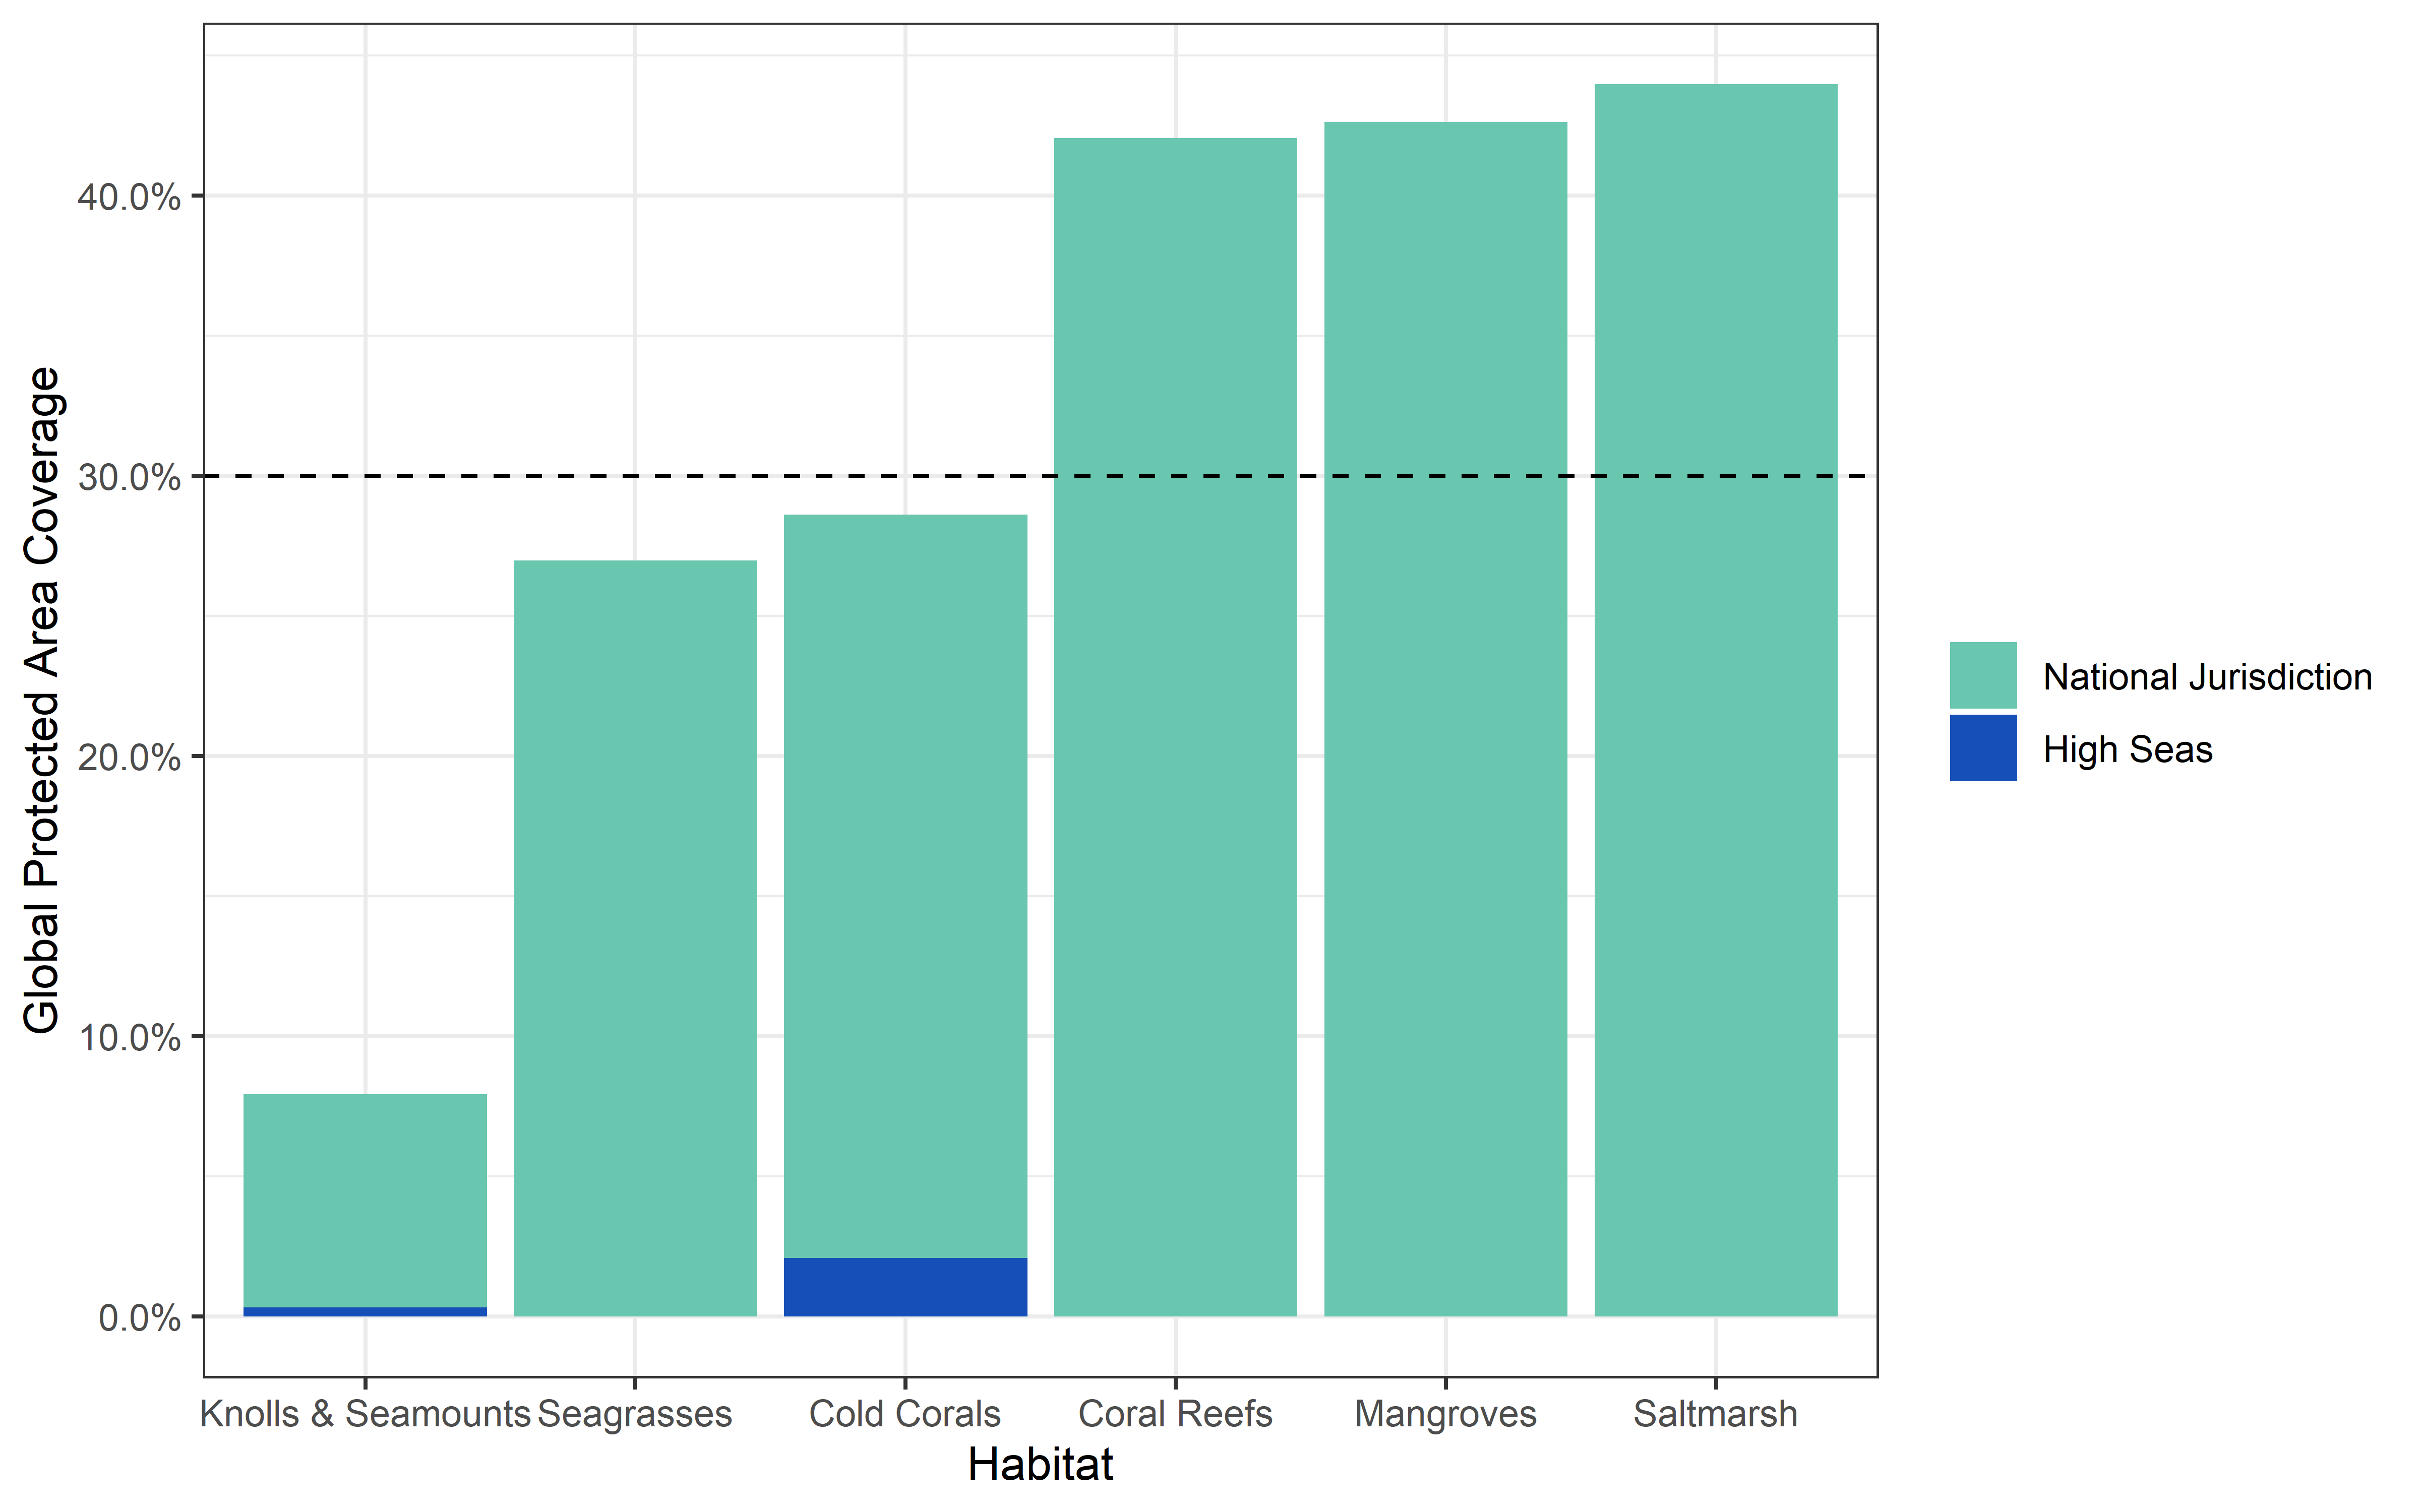 Global Protected Area Coverage
40.0%
30.0%
20.0%
10.0%
0.0%
Knolls & Seamounts
Seagrasses
Cold Corals
Coral Reefs
Mangroves
Saltmarsh
Habitat
National Jurisdiction
High Seas